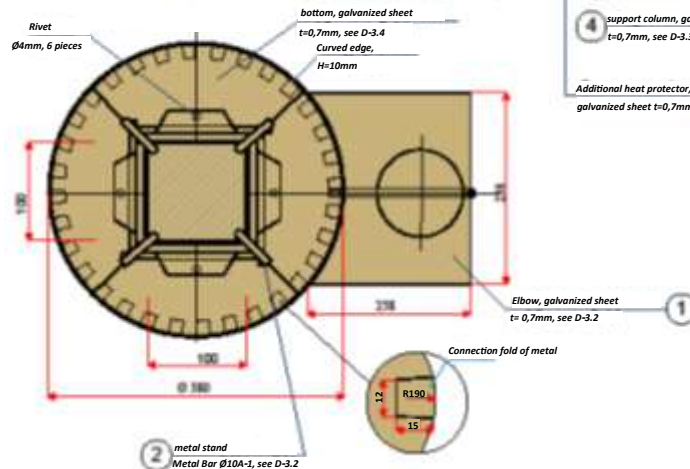 bottom, galvanized sheet
t=0,7mm, see D-3.4
Rivet
Ø4mm, 6 pieces
Curved edge,
H=10mm
4
support column, ga
t=0,7mm, see D-3.3
Additional heat protector,
galvanized sheet t=0,7mm
100
Elbow, galvanized sheet
t= 0,7mm, see D-3.2
1
100
Connection fold of metal
R190
12
15
2
metal stand
Metal Bar Ø10A-1, see D-3.2